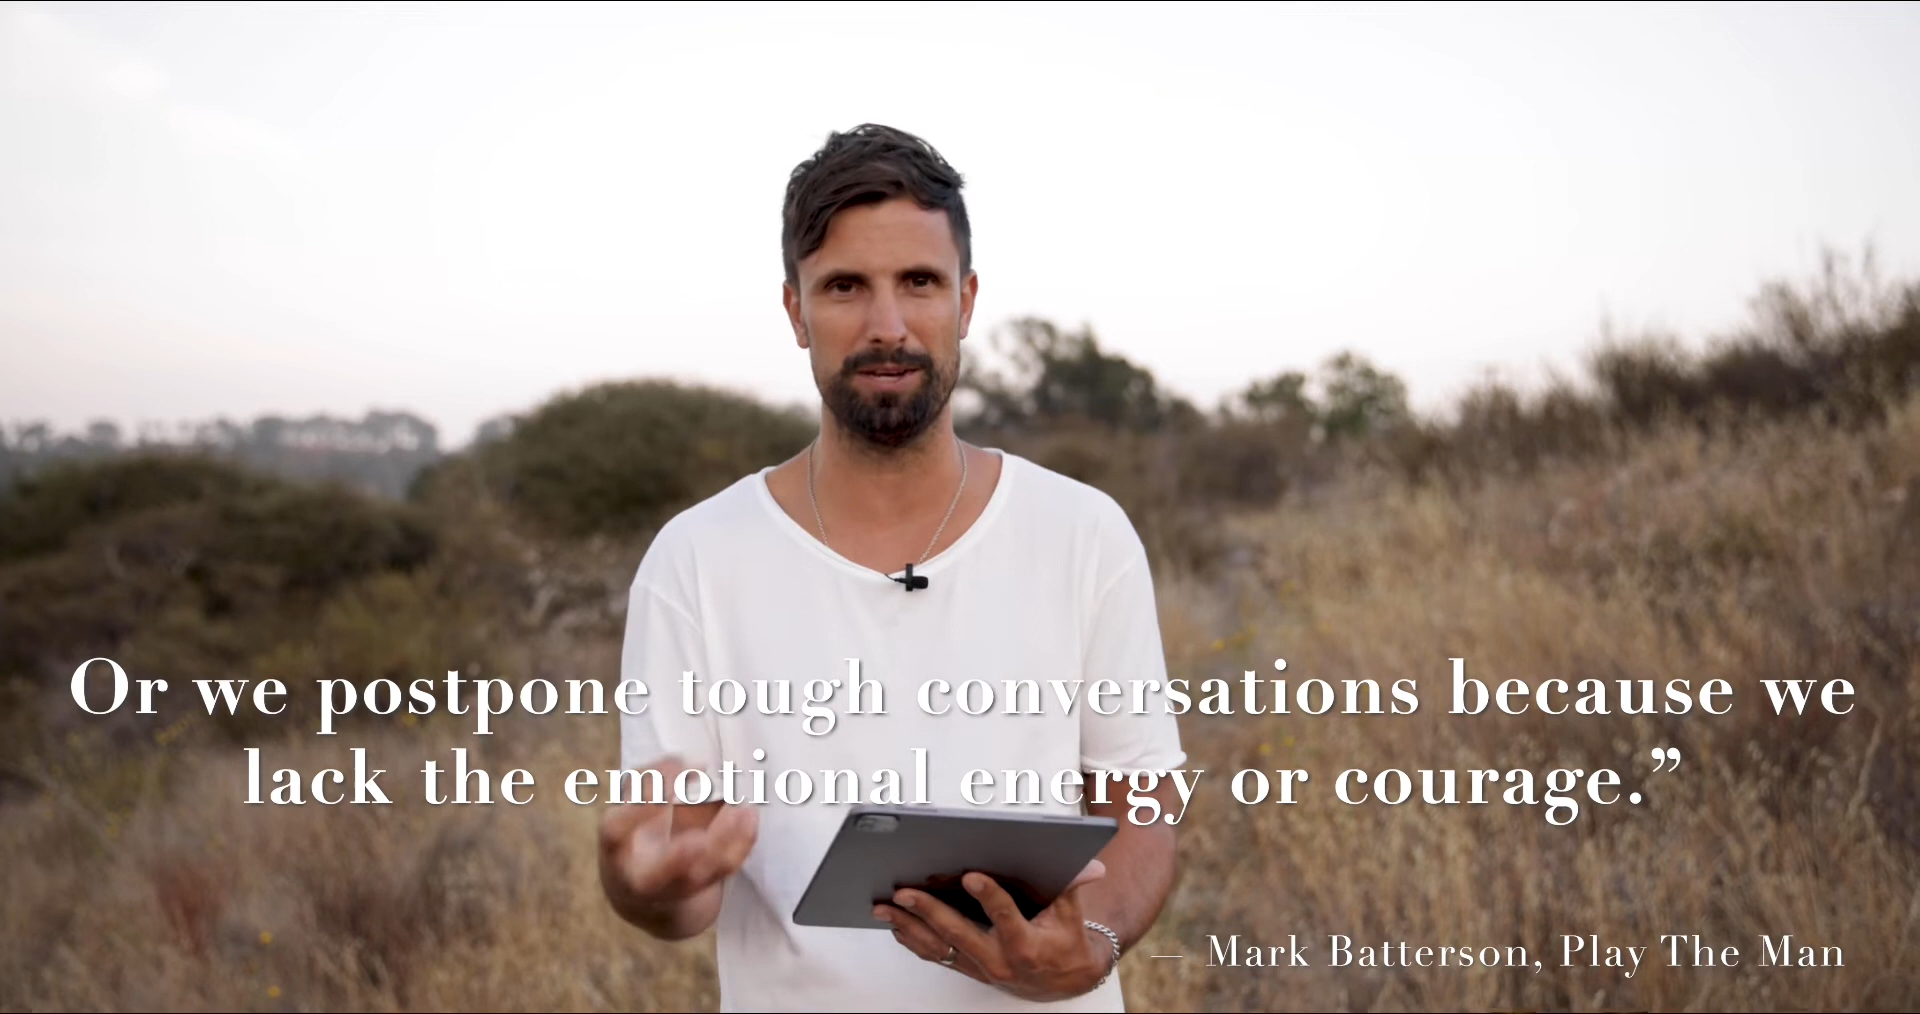 Or we postpone tough conversations because we
lack the emotional energy or courage.”
— Mark Batterson, Play The Man